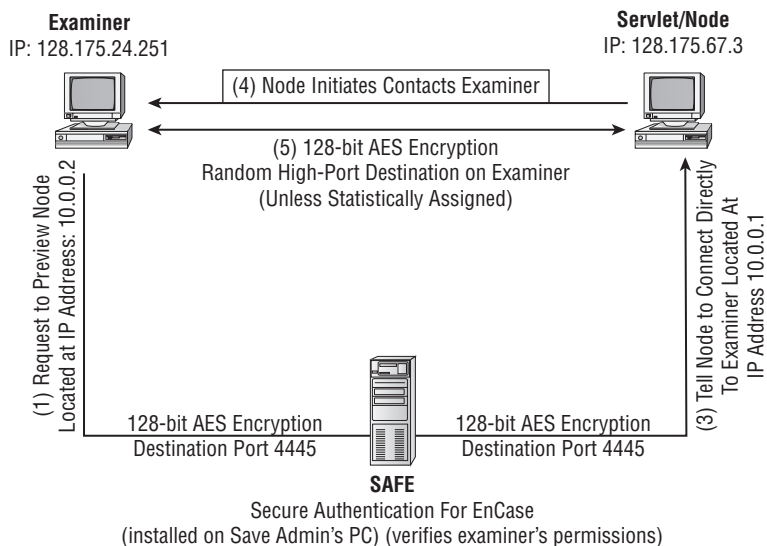 Examiner
IP: 128.175.24.251
Servlet/Node
IP: 128.175.67.3
(4) Node Initiates Contacts Examiner
(5) 128-bit AES Encryption
Random High-Port Destination on Examiner
(Unless Statistically Assigned)
(1) Request to Preview Node
Located at IP Addreess: 10.0.0.2
(3) Tell Node to Connect Directly
To Examiner Located At
IP Address 10.0.0.1
128-bit AES Encryption
Destination Port 4445
128-bit AES Encryption
Destination Port 4445
SAFE
Secure Authentication For EnCase
(installed on Save Admin's PC) (verifies examiner's permissions)